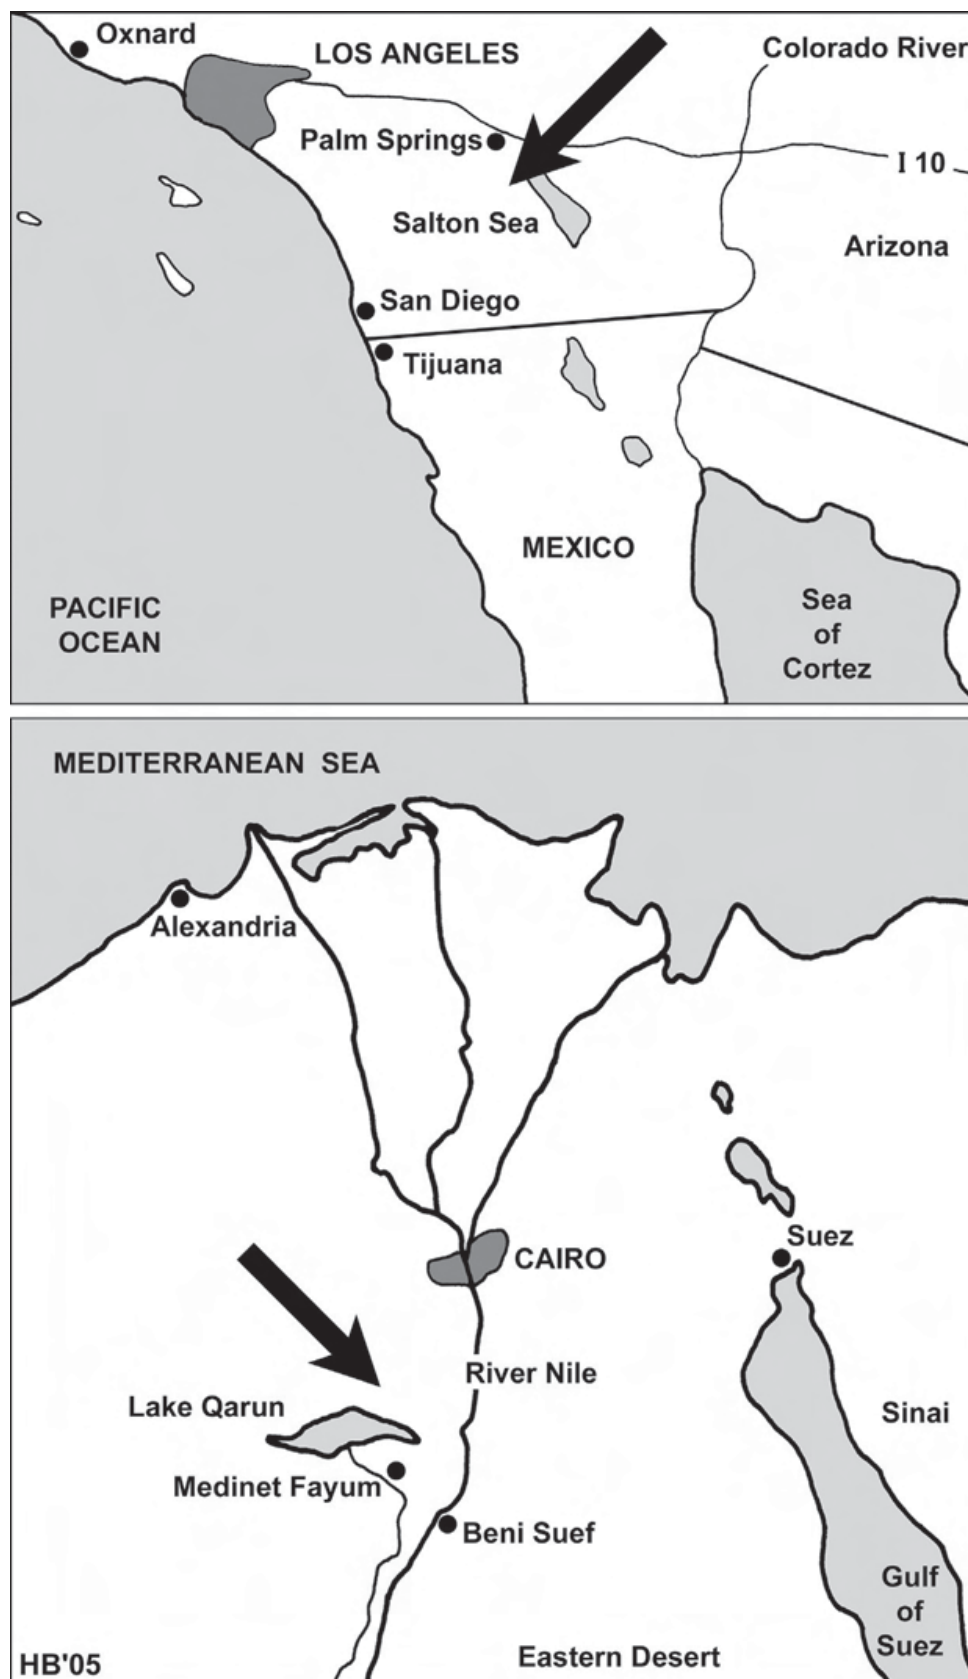 Oxnard
LOS ANGELES
Colorado River
Palm Springs
I 10
Salton Sea
Arizona
San Diego
Tijuana
MEXICO
PACIFIC
OCEAN
Sea
of
Cortez
MEDITERRANEAN SEA
Alexandria
Suez
CAIRO
River Nile
Lake Qarun
Sinai
Medinet Fayum
Beni Suef
Gulf
of
Suez
Eastern Desert
HB'05